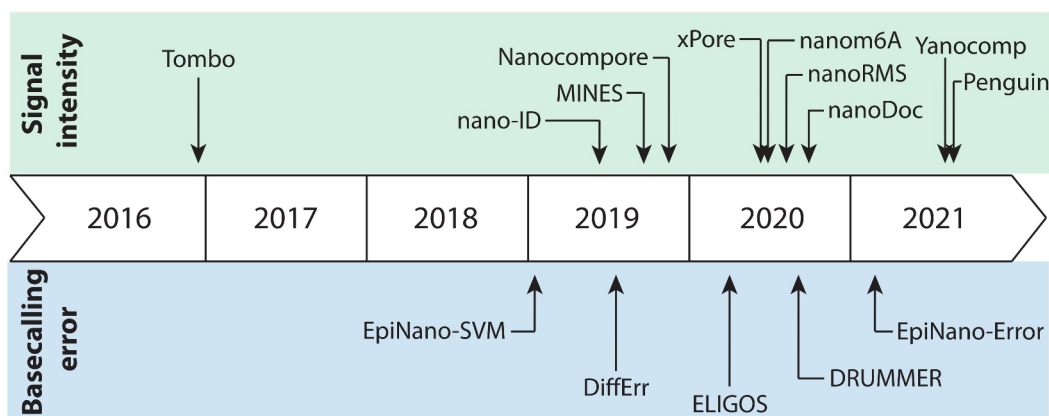 Signal
intensity
Tombo
Nanocompore
MINES
nano-ID
xPore
nanom6A
nanoRMS
nanoDoc
Yanocomp
Penguin
2016 2017 2018 2019 2020 2021
Basecalling
error
EpiNano-SVM
DiffErr
ELIGOS
DRUMMER
EpiNano-Error